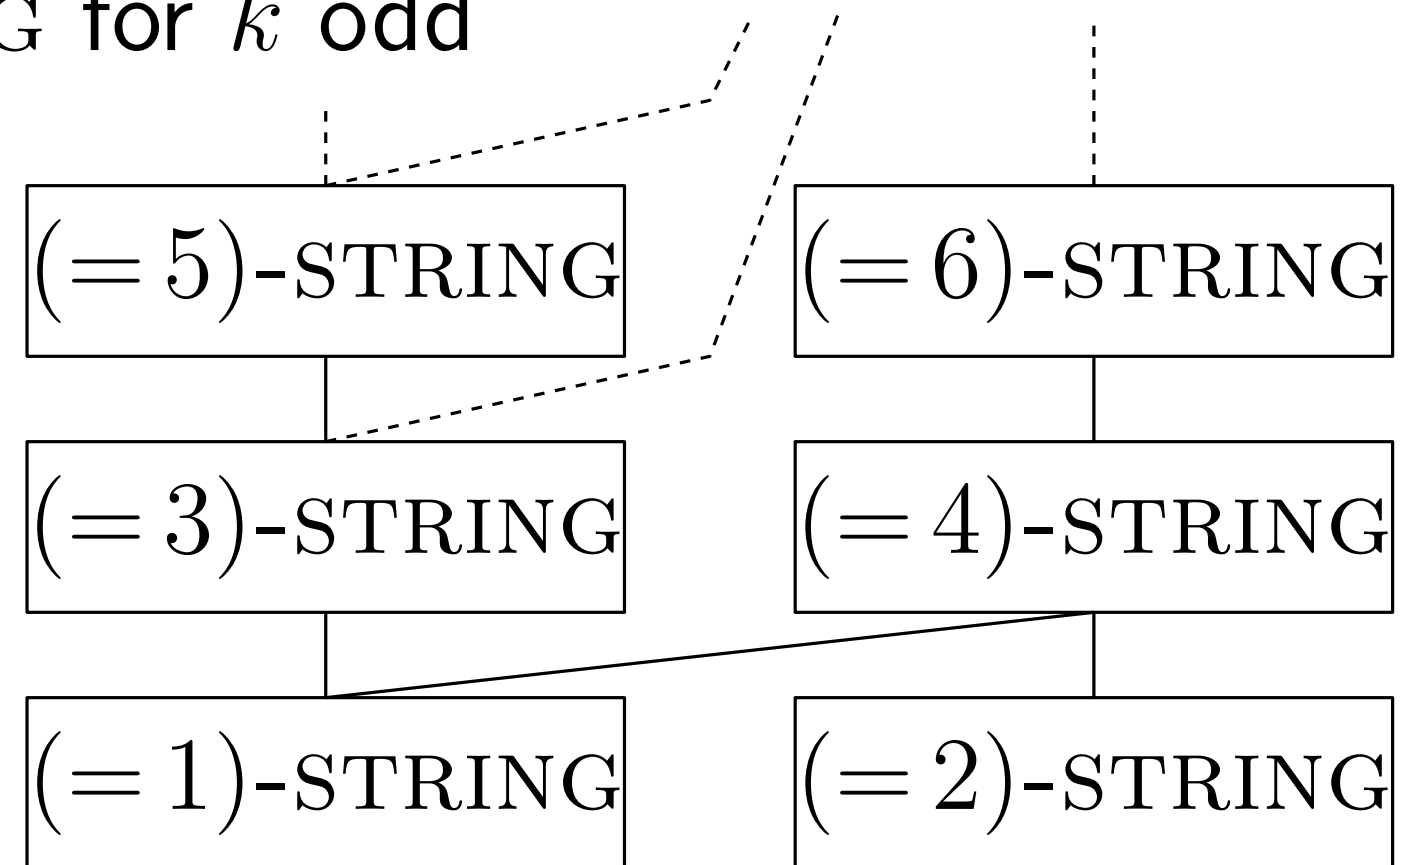 G for k odd
(= 5)-STRING
(= 6)-STRING
(= 3)-STRING
(= 4)-STRING
(= 1)-STRING
(= 2)-STRING